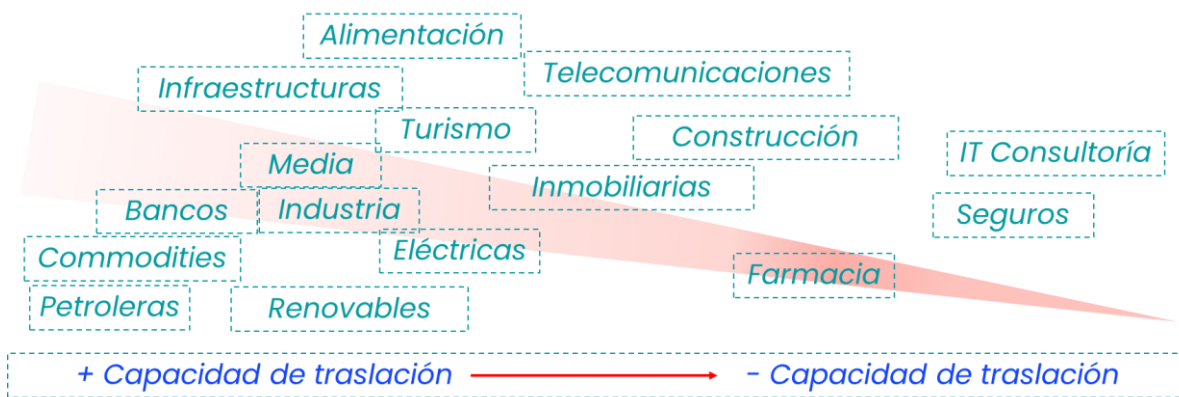 Alimentación
Telecomunicaciones
Infraestructuras
Turismo
Construcción
IT Consultoría
Media
Inmobiliarias
Bancos
Industria
Seguros
Eléctricas
Commodities
Farmacia
Petroleras
Renovables
+ Capacidad de traslación
- Capacidad de traslación